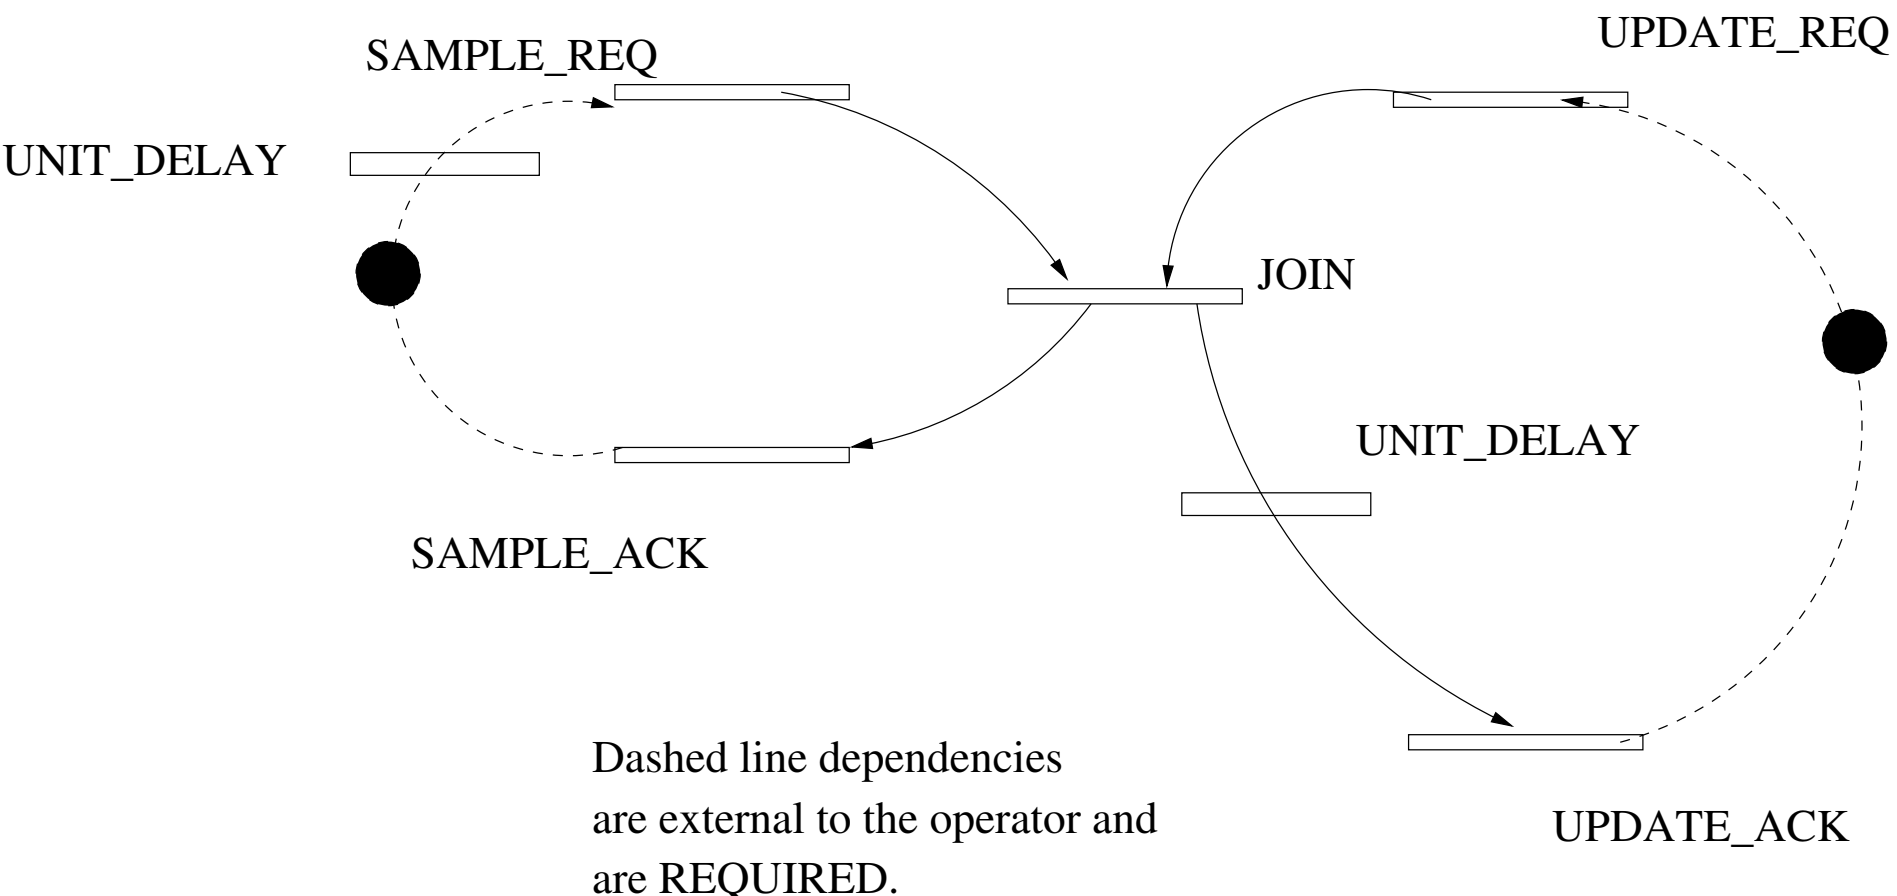 UPDATE_REQ
SAMPLE_REQ
UNIT_DELAY
JOIN
UNIT_DELAY
SAMPLE_ACK
Dashed line dependencies
are external to the operator and
are REQUIRED.
UPDATE_ACK